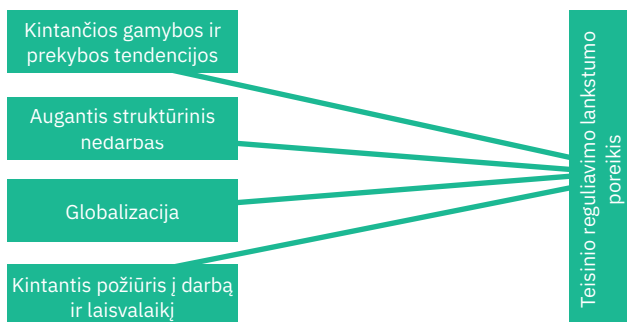 Kintančios gamybos ir
prekybos tendencijos
Augantis struktūrinis
nedarbas
Globalizacija
Kintantis požiūris į darbą
ir laisvalaikį
Teisinio reguliavimo lankstumo
poreikis